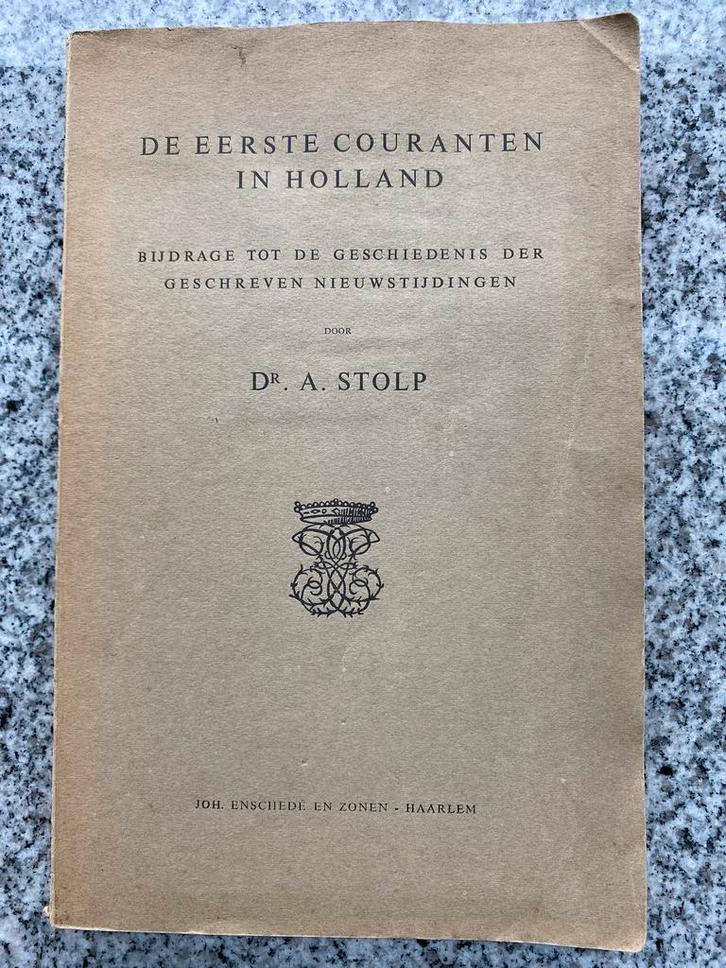 DE EERSTE COURANTEN
IN HOLLAND
BIJDRAGE TOT DE GESCHIEDENIS DER
GESCHREVEN NIEUWSTIJDINGEN
DOOR
DR. A. STOLP
JOH. ENSCHEDÉ EN ZONEN - HAARLEM